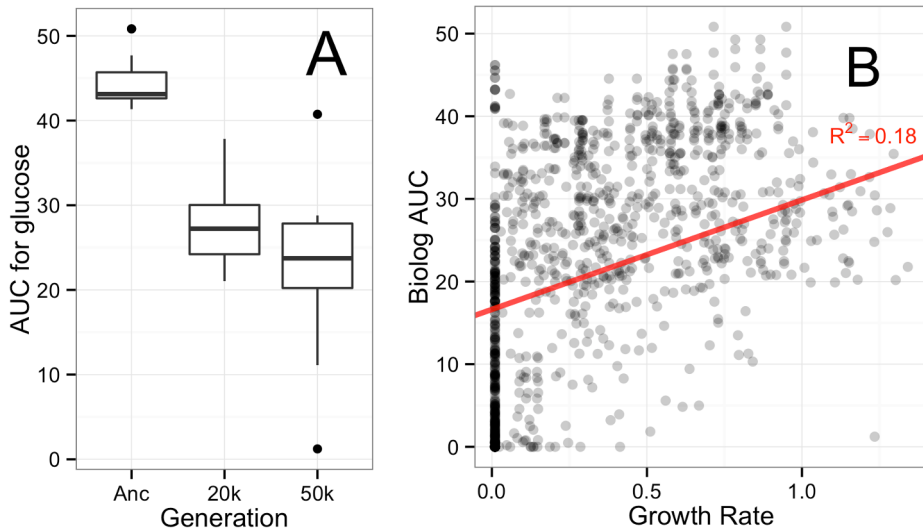 A
50
40
30
20
10
0
AUC for glucose
Anc 20k 50k
Generation
B
50
40
30
20
10
0
Biolog AUC
R² = 0.18
0.0 0.5 1.0
Growth Rate